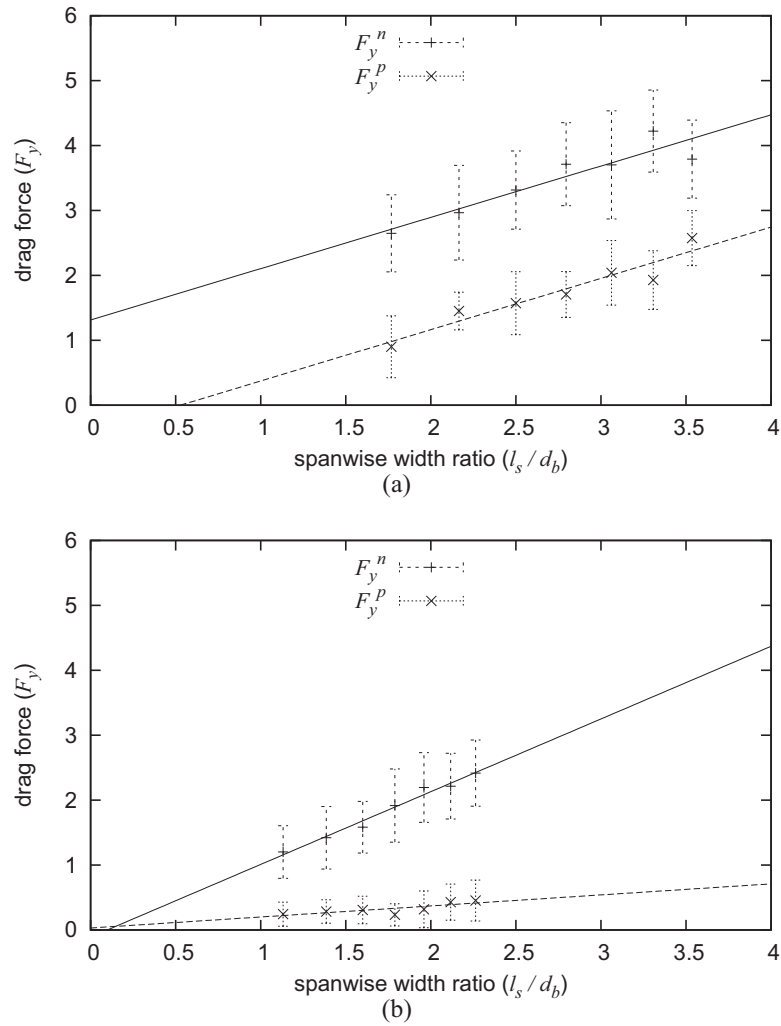 6
5
4
3
2
1
0
drag force (F_y)
F_y^n
F_y^p
0 0.5 1 1.5 2 2.5 3 3.5 4
spanwise width ratio (l_s / d_b)
(a)
6
5
4
3
2
1
0
drag force (F_y)
F_y^n
F_y^p
0 0.5 1 1.5 2 2.5 3 3.5 4
spanwise width ratio (l_s / d_b)
(b)